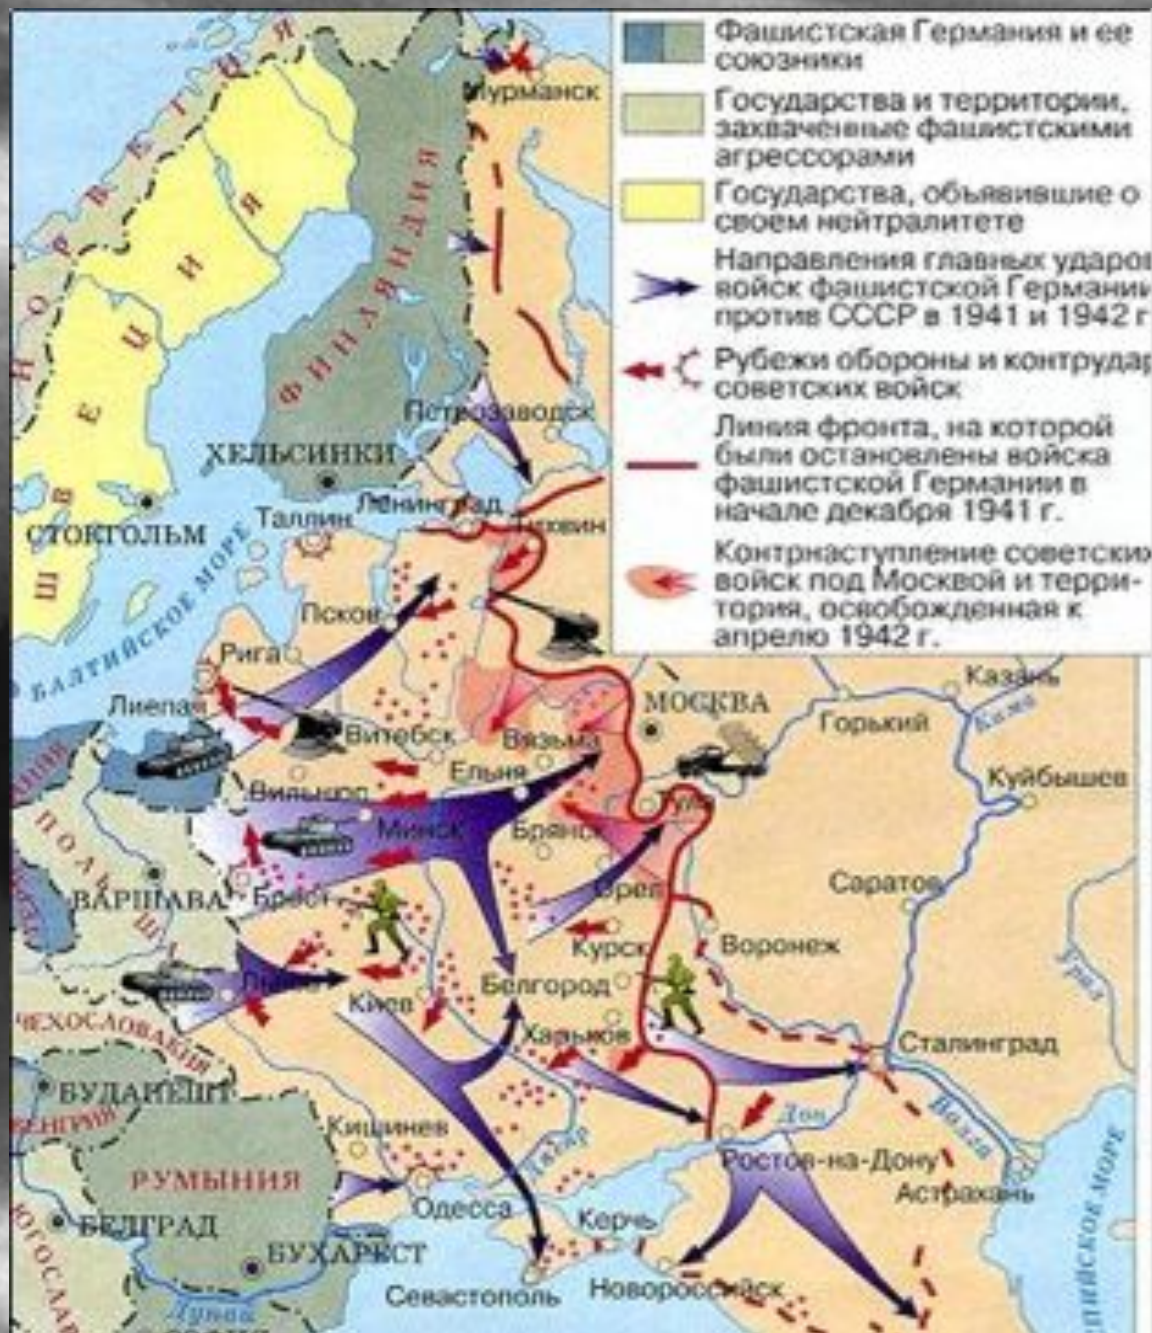 Фашистская Германия и ее
союзники
Государства и территории,
захваченные фашистскими
агрессорами
Государства, объявившие о
своем нейтралитете
Направления главных ударов
войск фашистской Германии
против СССР в 1941 и 1942 г
Рубежи обороны и контрудар
советских войск
Линия фронта, на которой
были остановлены войска
фашистской Германии в
начале декабря 1941 г.
Контрнаступление советских
войск под Москвой и терри-
тория, освобожденная к
апрелю 1942 г.
НОРВЕГИЯ
Мурманск
ШВЕЦИЯ
ФИНЛЯНДИЯ
Петрозаводск
ХЕЛЬСИНКИ
Ленинград
Таллин
Тихвин
СТОКГОЛЬМ
БАЛТИЙСКОЕ МОРЕ
Псков
Рига
Лиепая
МОСКВА
Казань
Горький
Кама
Витебск
Вязьма
Ельня
Куйбышев
Вильнюс
Тула
Минск
Брянск
ПОЛЬША
ВАРШАВА
Брест
Орел
Саратов
Курск
Воронеж
Урал
Белгород
Киев
ЧЕХОСЛОВАКИЯ
Харьков
Сталинград
БУДАПЕШТ
ВЕНГРИЯ
Дон
Волга
Кишинев
Днепр
РУМЫНИЯ
Ростов-на-Дону
Астрахань
Одесса
БЕЛГРАД
Керчь
БУХАРЕСТ
Севастополь
Новороссийск
ЮГОСЛАВ
Дунай
ПИЙСКОЕ МОРЕ